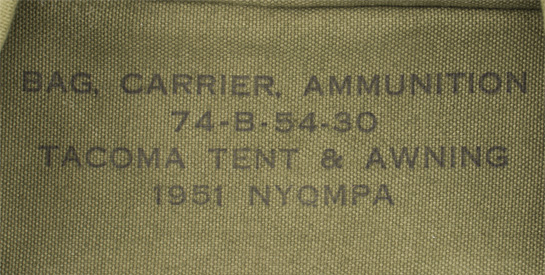 BAG, CARRIER, AMMUNITION
74-B-54-30
TACOMA TENT & AWNING
1951 NYQMPA